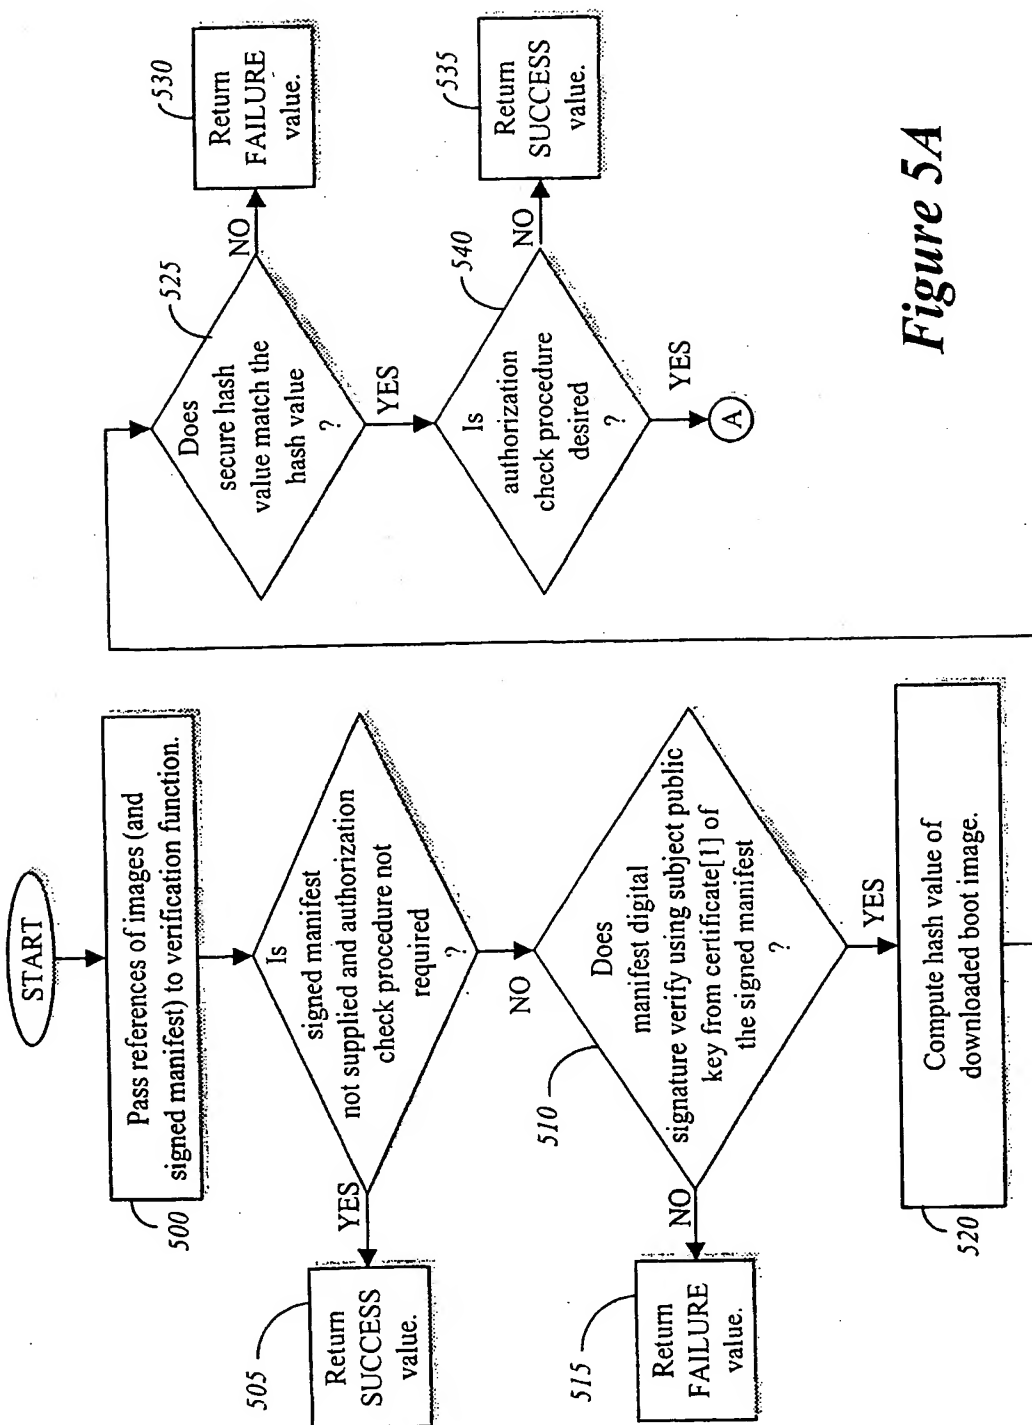 START
Pass references of images (and
signed manifest) to verification function.
500
Is
signed manifest
not supplied and authorization
check procedure not
required
?
YES
505
Return
SUCCESS
value.
NO
510
Does
manifest digital
signature verify using subject public
key from certificate[1] of
the signed manifest
?
NO
515
Return
FAILURE
value.
YES
Compute hash value of
downloaded boot image.
520
Does
secure hash
value match the
hash value
?
525
NO
530
Return
FAILURE
value.
YES
Is
authorization
check procedure
desired
?
540
NO
535
Return
SUCCESS
value.
YES
A
Figure 5A